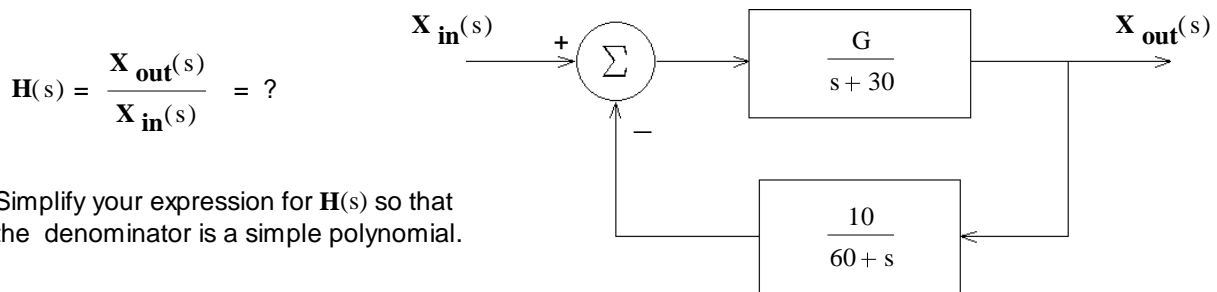 X in(s)
X out(s)
+
Σ
G
s + 30
H(s) = X out(s) / X in(s) = ?
−
Simplify your expression for H(s) so that
the denominator is a simple polynomial.
10
60 + s